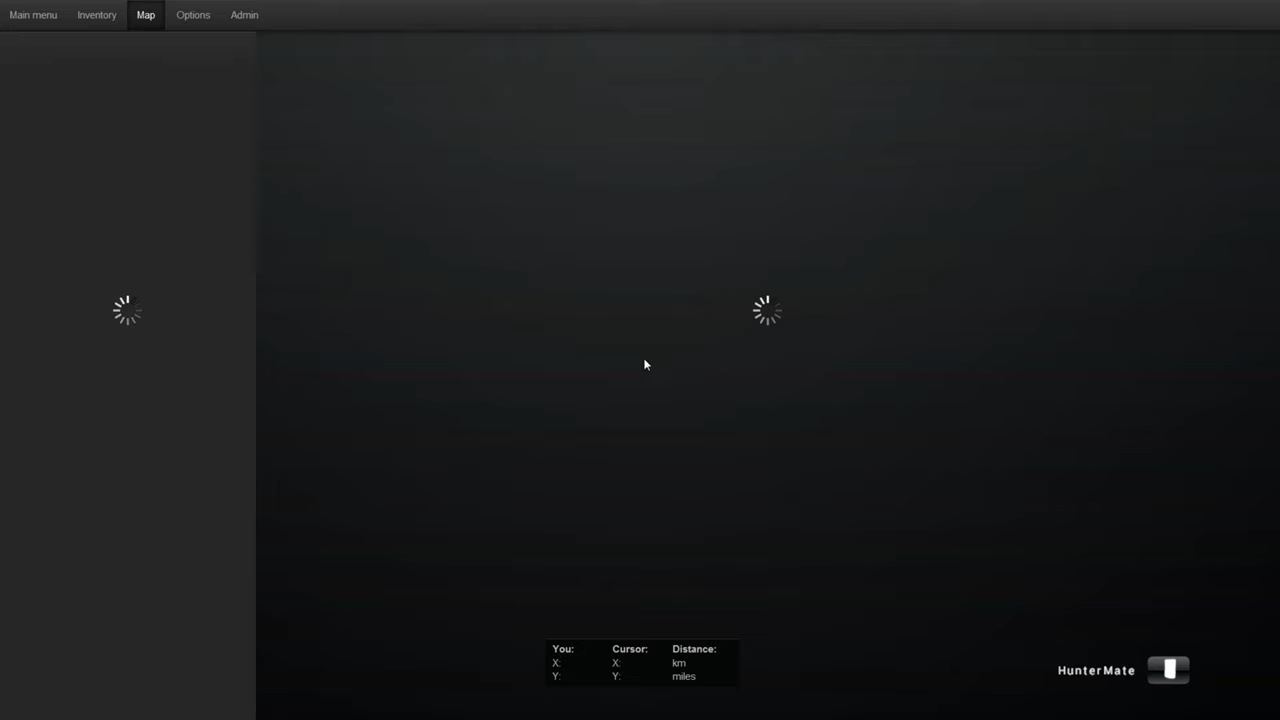 Main menu Inventory Map Options Admin
You: Cursor: Distance:
X: X: km
Y: Y: miles
HunterMate